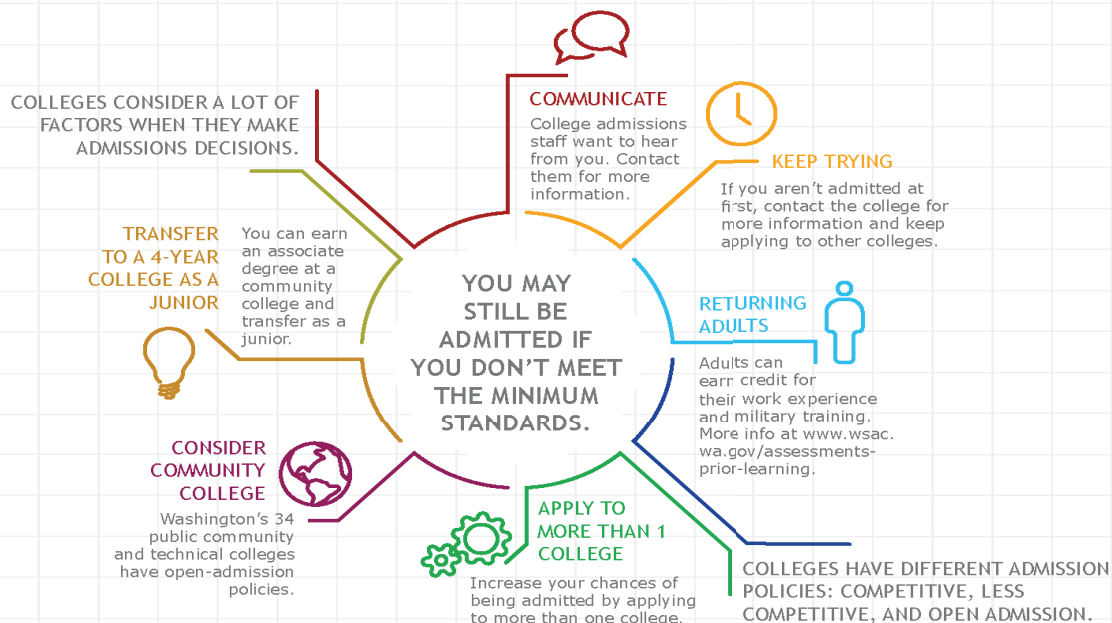 COLLEGES CONSIDER A LOT OF
FACTORS WHEN THEY MAKE
ADMISSIONS DECISIONS.
COMMUNICATE
College admissions
staff want to hear
from you. Contact
them for more
information.
KEEP TRYING
If you aren't admitted at
first, contact the college for
more information and keep
applying to other colleges.
TRANSFER
TO A 4-YEAR
COLLEGE AS A
JUNIOR
You can earn
an associate
degree at a
community
college and
transfer as a
junior.
YOU MAY
STILL BE
ADMITTED IF
YOU DON'T MEET
THE MINIMUM
STANDARDS.
RETURNING
ADULTS
Adults can
earn credit for
their work experience
and military training.
More info at www.wsac.
wa.gov/assessments-
prior-learning.
CONSIDER
COMMUNITY
COLLEGE
Washington's 34
public community
and technical colleges
have open-admission
policies.
APPLY TO
MORE THAN 1
COLLEGE
Increase your chances of
being admitted by applying
to more than one college.
COLLEGES HAVE DIFFERENT ADMISSION
POLICIES: COMPETITIVE, LESS
COMPETITIVE, AND OPEN ADMISSION.